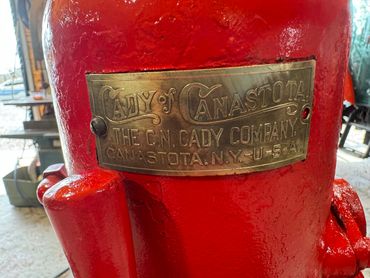 CADY OF CANASTOTA
THE C.N. CADY COMPANY.
CANASTOTA. N.Y. U-S-A.